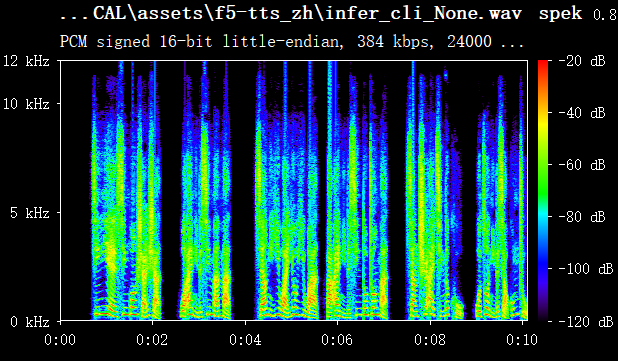 ...CAL\assets\f5-tts_zh\infer_cli_None.wav spek 0.8
PCM signed 16-bit little-endian, 384 kbps, 24000 ...
12 kHz
10 kHz
5 kHz
0 kHz
0:00 0:02 0:04 0:06 0:08 0:10
-20 dB
-40 dB
-60 dB
-80 dB
-100 dB
-120 dB